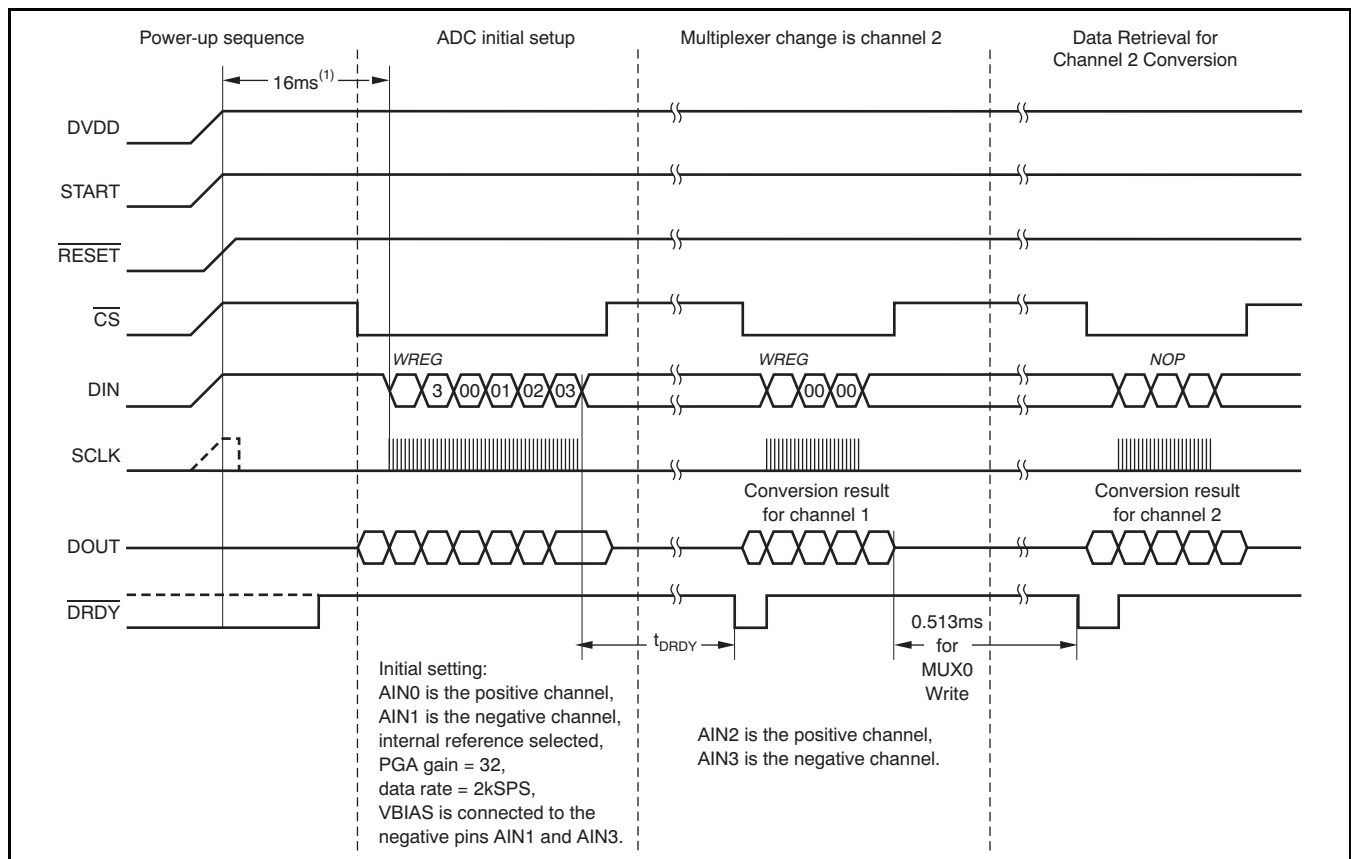 Power-up sequence
ADC initial setup
Multiplexer change is channel 2
Data Retrieval for
Channel 2 Conversion
16ms(1)
DVDD
START
RESET
CS
WREG
WREG
NOP
DIN
3 00 01 02 03
00 00
SCLK
Conversion result
for channel 1
Conversion result
for channel 2
DOUT
DRDY
tDRDY
0.513ms
for
MUX0
Write
Initial setting:
AIN0 is the positive channel,
AIN1 is the negative channel,
internal reference selected,
PGA gain = 32,
data rate = 2kSPS,
VBIAS is connected to the
negative pins AIN1 and AIN3.
AIN2 is the positive channel,
AIN3 is the negative channel.